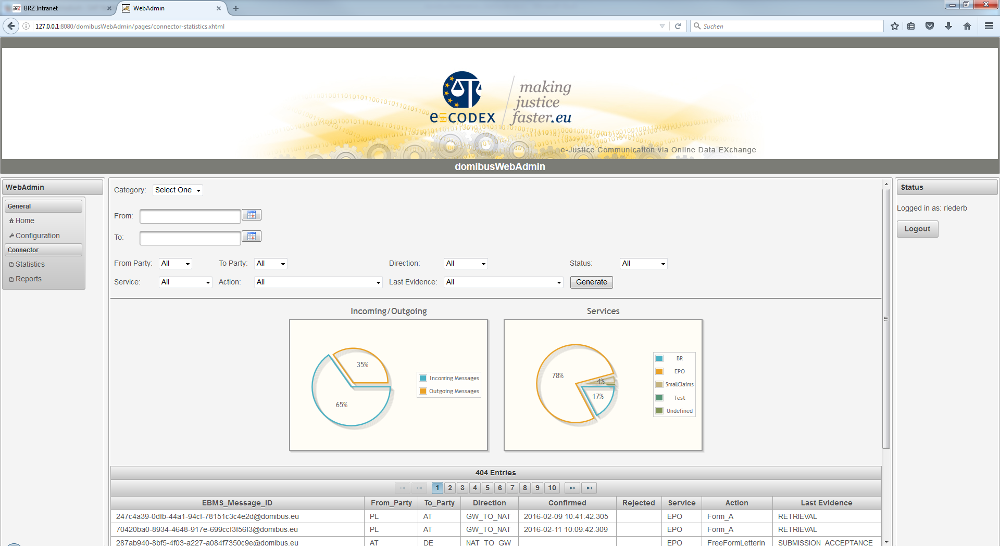 BRZ BRZ Intranet
WebAdmin
127.0.0.1:8080/domibusWebAdmin/pages/connector-statistics.xhtml
Suchen
e-CODEX
making
justice
faster.eu
e-Justice Communication via Online Data EXchange
domibusWebAdmin
WebAdmin
General
Home
Configuration
Connector
Statistics
Reports
Category: Select One
From:
To:
From Party: All To Party: All Direction: All Status: All
Service: All Action: All Last Evidence: All Generate
Status
Logged in as: riederb
Logout
Incoming/Outgoing
35%
65%
Incoming Messages
Outgoing Messages
Services
78%
4%
17%
BR
EPO
SmallClaims
Test
Undefined
404 Entries
1 2 3 4 5 6 7 8 9 10
EBMS_Message_ID From_Party To_Party Direction Confirmed Rejected Service Action Last Evidence
247c4a39-0dfb-44a1-94cf-78151c3c4e2d@domibus.eu PL AT GW_TO_NAT 2016-02-09 10:41:42.305 EPO Form_A RETRIEVAL
70420ba0-8934-4648-917e-699ccf3f56f3@domibus.eu PL AT GW_TO_NAT 2016-02-11 10:09:42.309 EPO Form_A RETRIEVAL
287ab940-8bf5-4f03-a227-a084f7350c9e@domibus.eu AT DE NAT_TO_GW EPO FreeFormLetterIn SUBMISSION_ACCEPTANCE